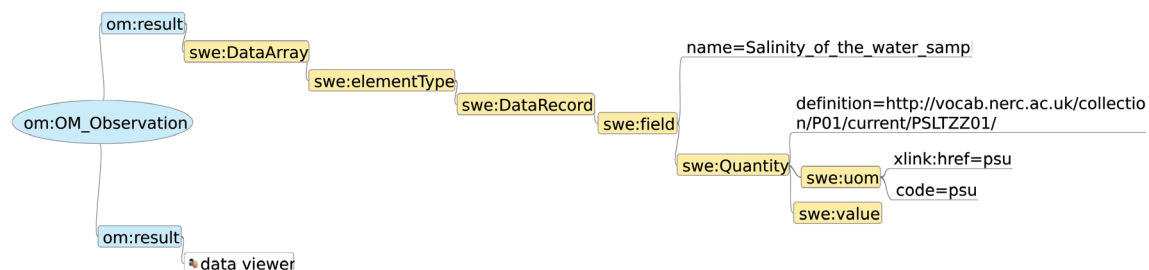 om:result
swe:DataArray
swe:elementType
swe:DataRecord
swe:field
name=Salinity_of_the_water_samp
swe:Quantity
definition=http://vocab.nerc.ac.uk/collectio
n/P01/current/PSLTZZ01/
swe:uom
xlink:href=psu
code=psu
swe:value
om:OM_Observation
om:result
data viewer